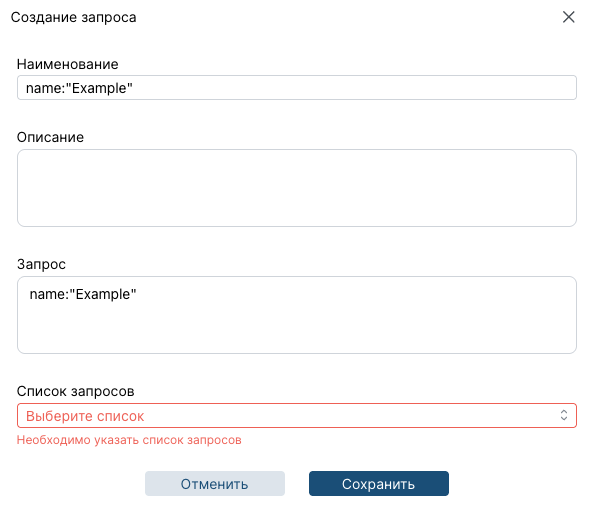 Создание запроса
Наименование
name:"Example"
Описание
Запрос
name:"Example"
Список запросов
Выберите список
Необходимо указать список запросов
Отменить
Сохранить